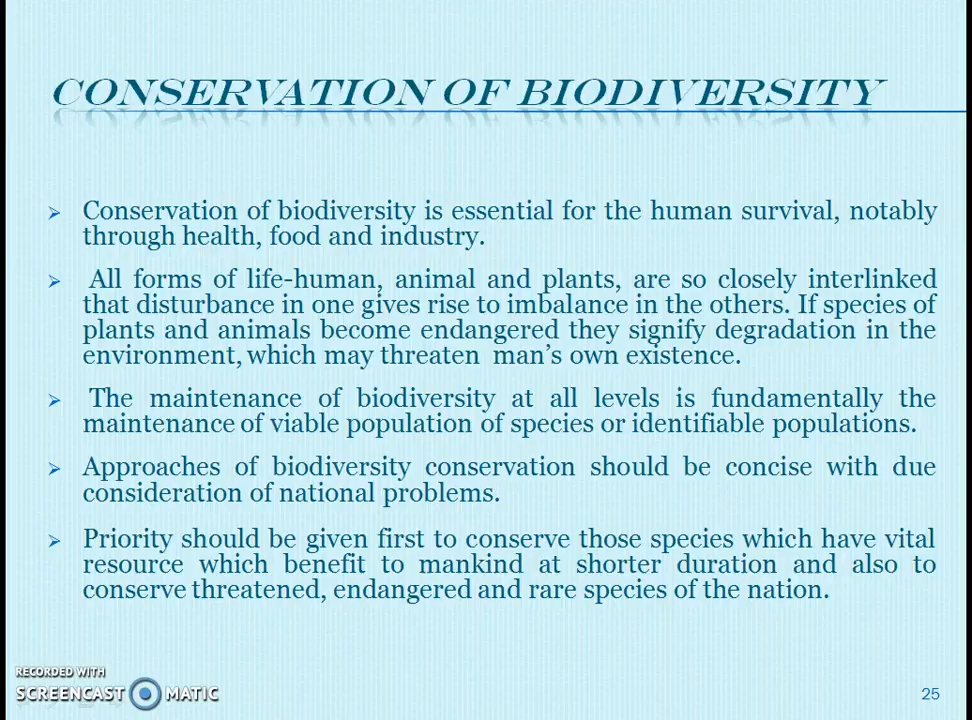 CONSERVATION OF BIODIVERSITY
➢ Conservation of biodiversity is essential for the human survival, notably
through health, food and industry.
➢ All forms of life-human, animal and plants, are so closely interlinked
that disturbance in one gives rise to imbalance in the others. If species of
plants and animals become endangered they signify degradation in the
environment, which may threaten man's own existence.
➢ The maintenance of biodiversity at all levels is fundamentally the
maintenance of viable population of species or identifiable populations.
➢ Approaches of biodiversity conservation should be concise with due
consideration of national problems.
➢ Priority should be given first to conserve those species which have vital
resource which benefit to mankind at shorter duration and also to
conserve threatened, endangered and rare species of the nation.
RECORDED WITH
SCREENCAST MATIC
25